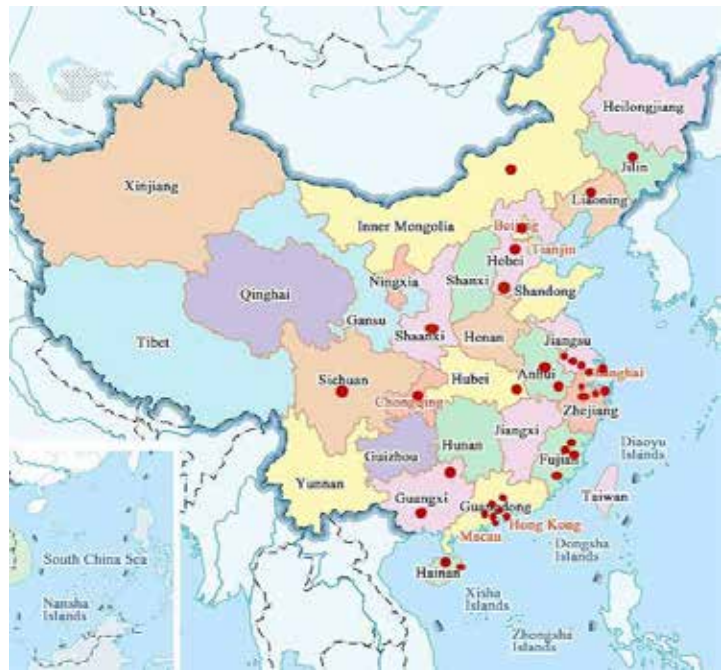 Heilongjiang
Jilin
Liaoning
Xinjiang
Inner Mongolia
Beijing
Tianjin
Hebei
Ningxia
Shanxi
Shandong
Qinghai
Gansu
Shaanxi
Henan
Jiangsu
Tibet
Sichuan
Chongqing
Hubei
Anhui
Shanghai
Zhejiang
Hunan
Jiangxi
Guizhou
Fujian
Diaoyu
Islands
Yunnan
Guangxi
Guangdong
Taiwan
Hong Kong
Macau
Dongsha
Islands
South China Sea
Hainan
Xisha
Islands
Nansha
Islands
Zhongsha
Islands